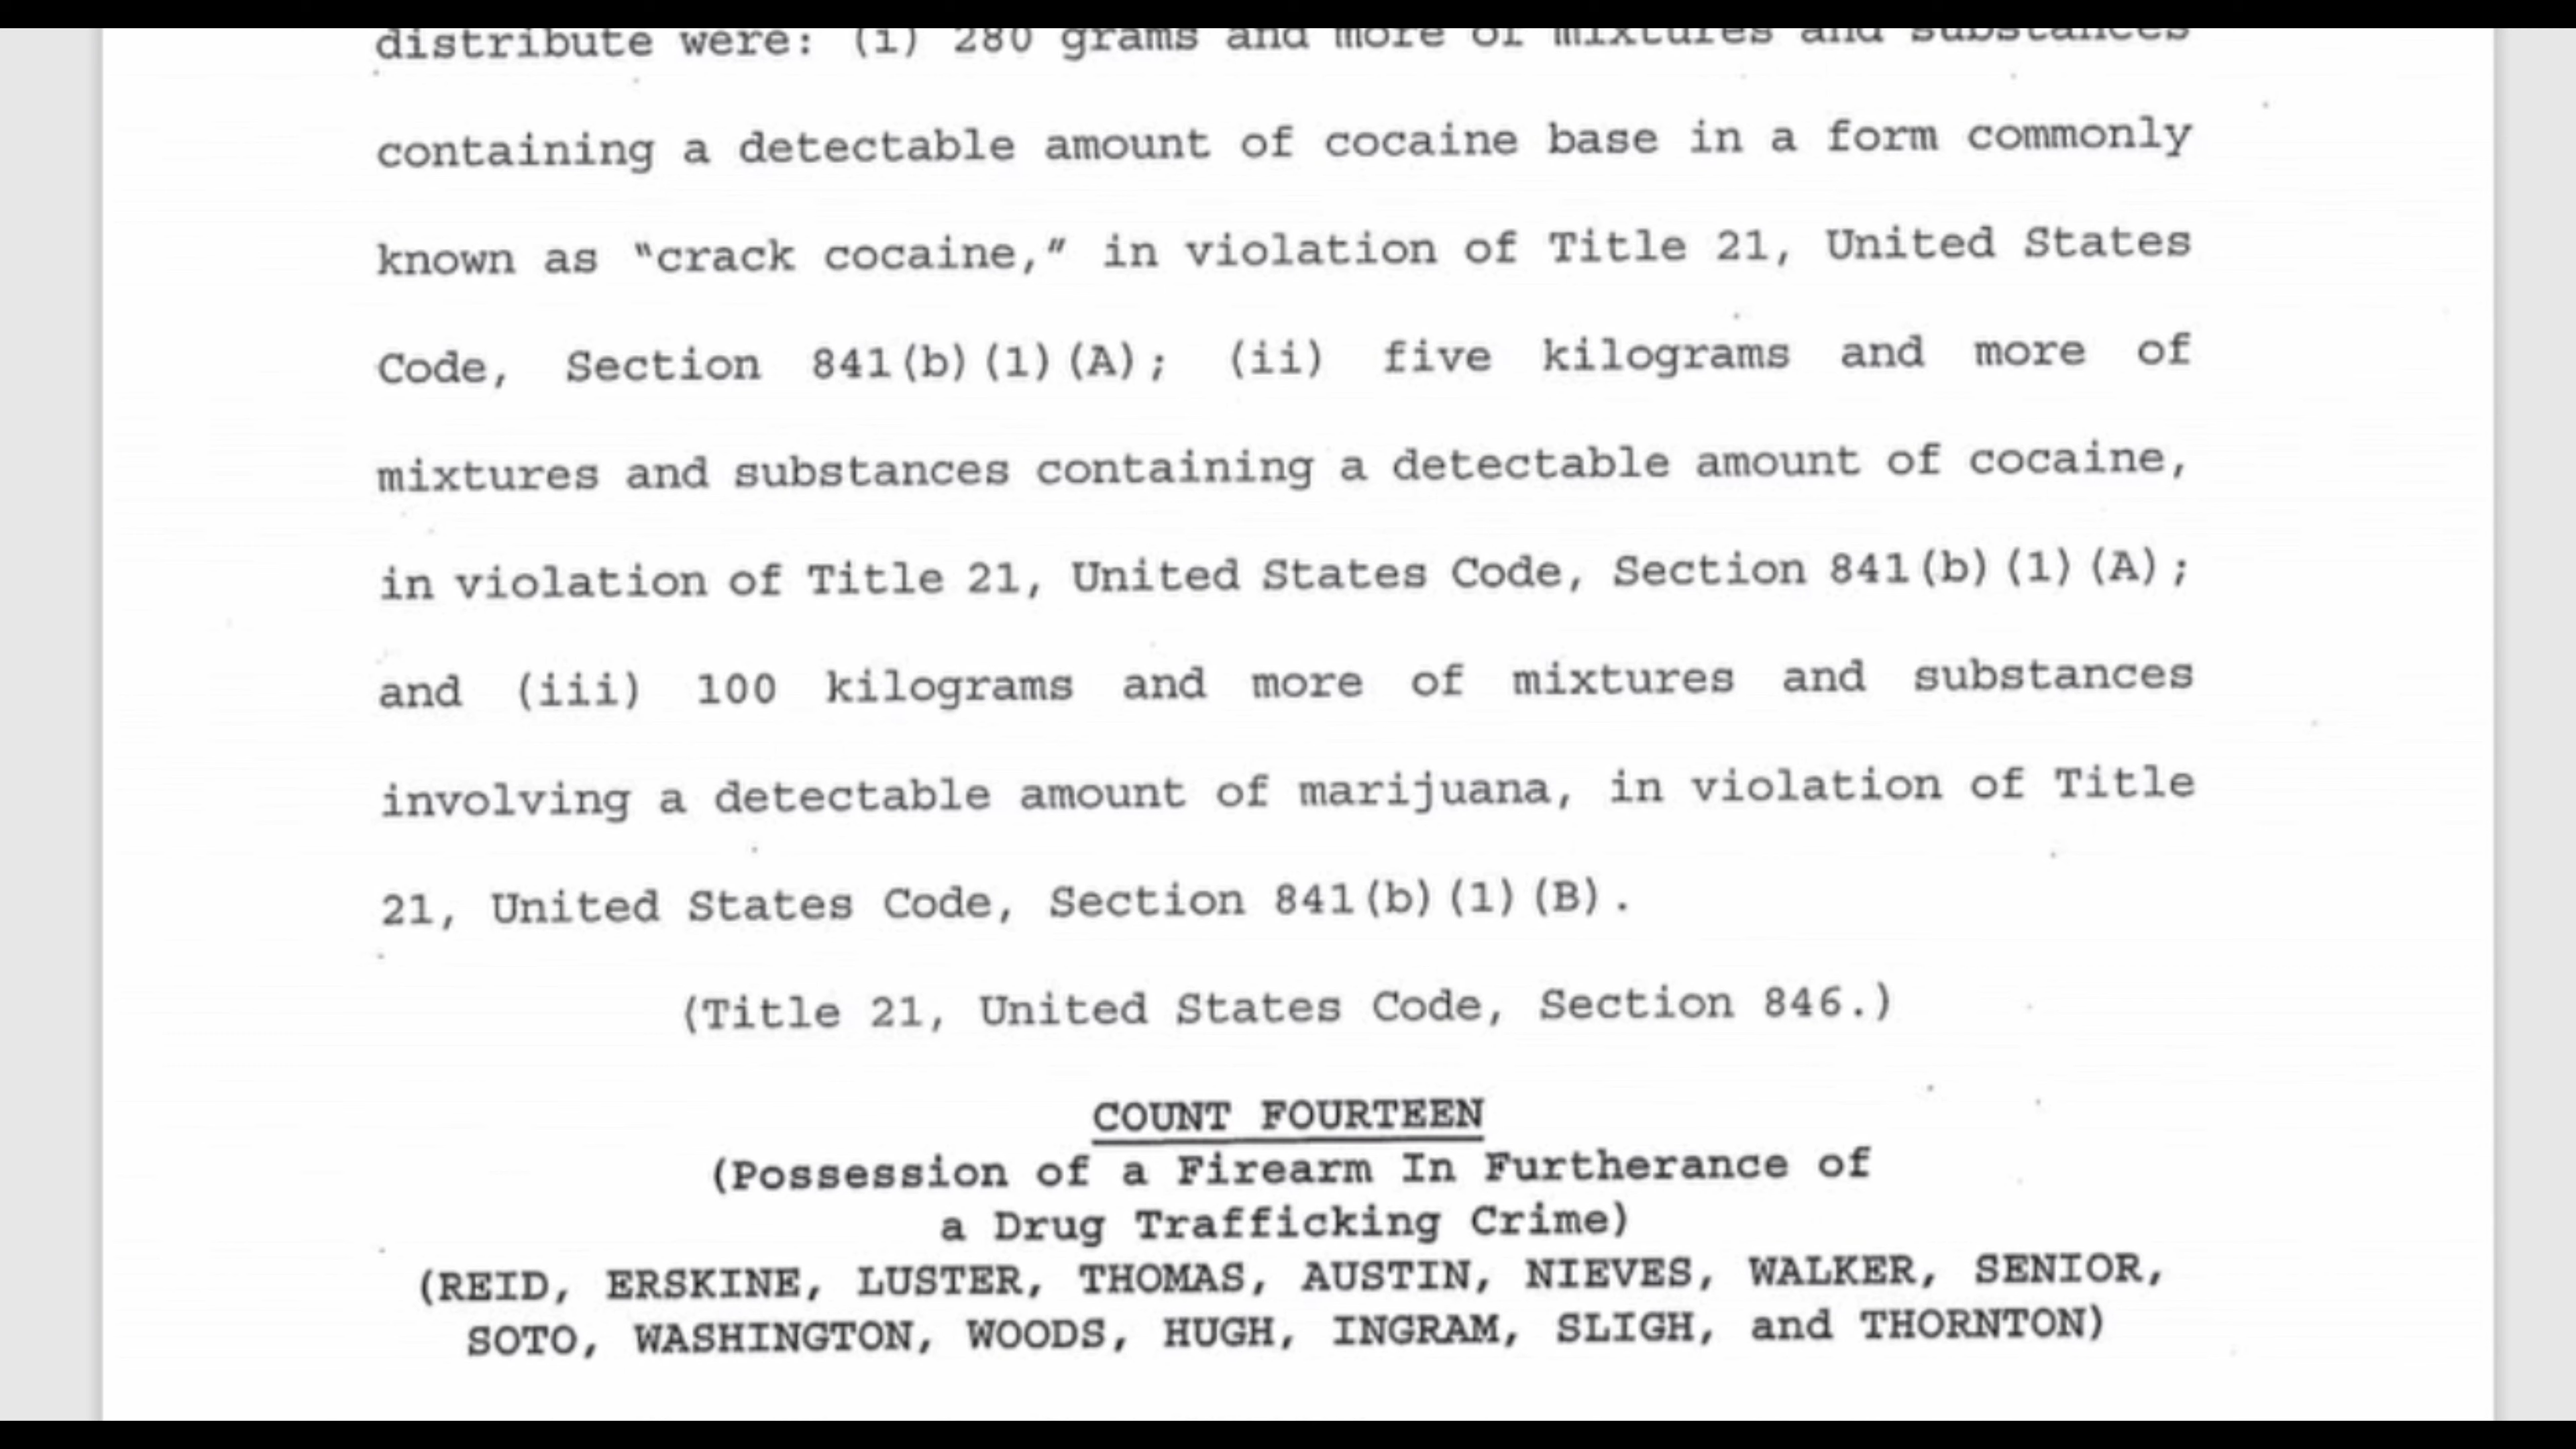 distribute were: (i) 280 grams and more of mixtures and substances
containing a detectable amount of cocaine base in a form commonly
known as “crack cocaine,” in violation of Title 21, United States
Code, Section 841(b)(1)(A); (ii) five kilograms and more of
mixtures and substances containing a detectable amount of cocaine,
in violation of Title 21, United States Code, Section 841(b)(1)(A);
and (iii) 100 kilograms and more of mixtures and substances
involving a detectable amount of marijuana, in violation of Title
21, United States Code, Section 841(b)(1)(B).
(Title 21, United States Code, Section 846.)
COUNT FOURTEEN
(Possession of a Firearm In Furtherance of
a Drug Trafficking Crime)
(REID, ERSKINE, LUSTER, THOMAS, AUSTIN, NIEVES, WALKER, SENIOR,
SOTO, WASHINGTON, WOODS, HUGH, INGRAM, SLIGH, and THORNTON)